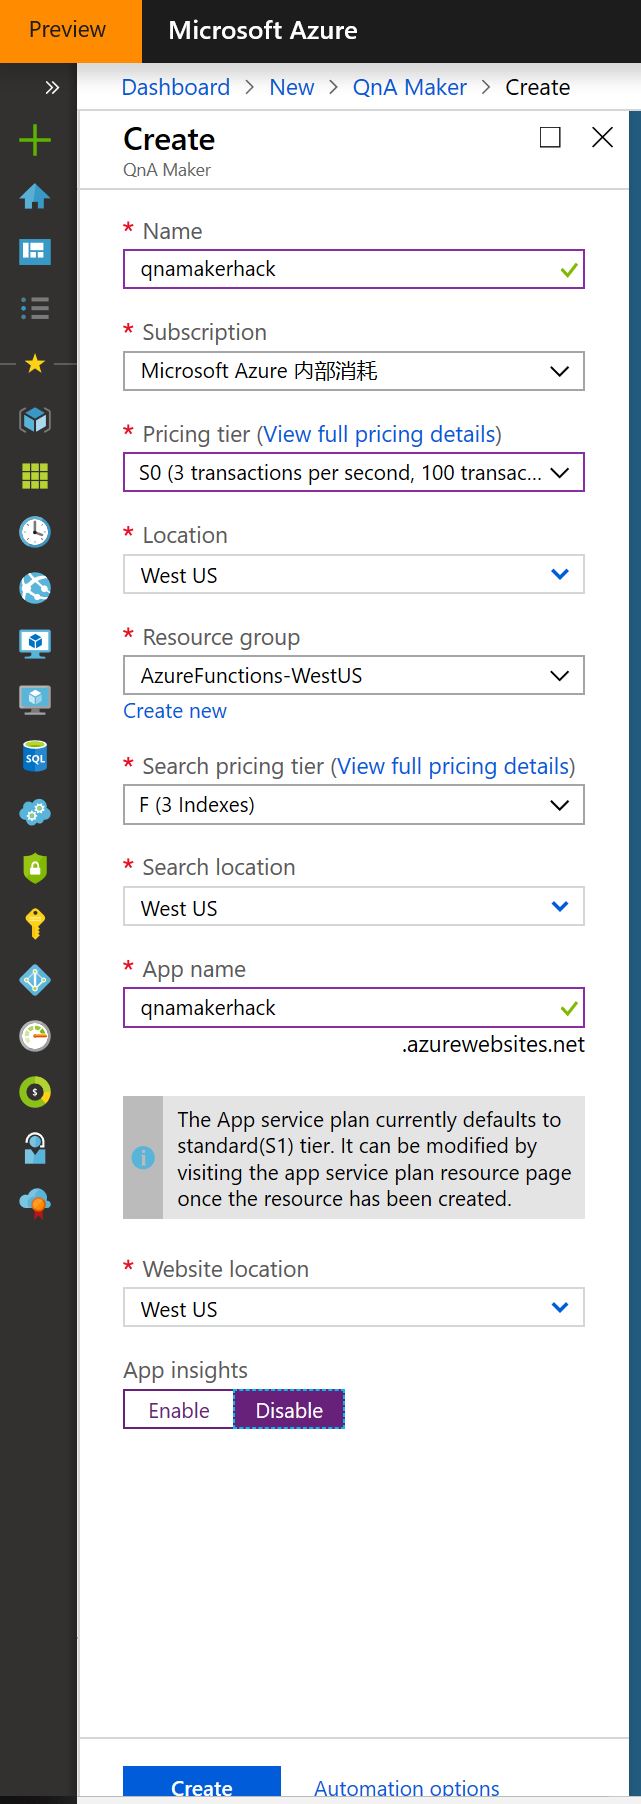 Preview
Microsoft Azure
Dashboard > New > QnA Maker > Create
Create
QnA Maker
* Name
qnamakerhack
* Subscription
Microsoft Azure 内部消耗
* Pricing tier (View full pricing details)
S0 (3 transactions per second, 100 transac...
* Location
West US
* Resource group
AzureFunctions-WestUS
Create new
* Search pricing tier (View full pricing details)
F (3 Indexes)
* Search location
West US
* App name
qnamakerhack
.azurewebsites.net
The App service plan currently defaults to
standard(S1) tier. It can be modified by
visiting the app service plan resource page
once the resource has been created.
* Website location
West US
App insights
Enable Disable
Create Automation options